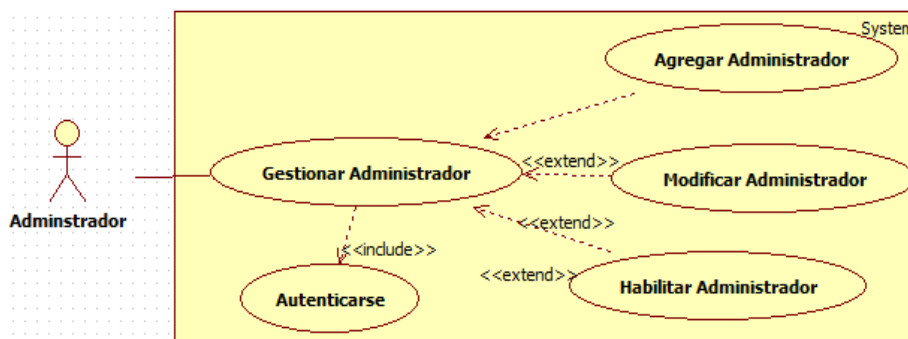 System
Agregar Administrador
<<extend>>
Gestionar Administrador
Modificar Administrador
Adminstrador
<<extend>>
<<include>>
<<extend>>
Habilitar Administrador
Autenticarse